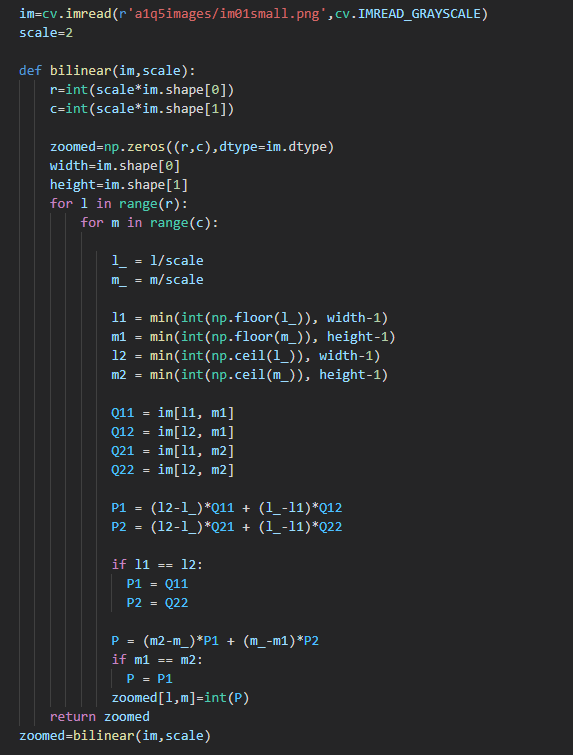 im=cv.imread(r'a1q5images/im01small.png',cv.IMREAD_GRAYSCALE)
scale=2
def bilinear(im,scale):
    r=int(scale*im.shape[0])
    c=int(scale*im.shape[1])
    zoomed=np.zeros((r,c),dtype=im.dtype)
    width=im.shape[0]
    height=im.shape[1]
    for l in range(r):
        for m in range(c):
            l_ = l/scale
            m_ = m/scale
            l1 = min(int(np.floor(l_)), width-1)
            m1 = min(int(np.floor(m_)), height-1)
            l2 = min(int(np.ceil(l_)), width-1)
            m2 = min(int(np.ceil(m_)), height-1)
            Q11 = im[l1, m1]
            Q12 = im[l2, m1]
            Q21 = im[l1, m2]
            Q22 = im[l2, m2]
            P1 = (l2-l_)*Q11 + (l_-l1)*Q12
            P2 = (l2-l_)*Q21 + (l_-l1)*Q22
            if l1 == l2:
              P1 = Q11
              P2 = Q22
            P = (m2-m_)*P1 + (m_-m1)*P2
            if m1 == m2:
              P = P1
            zoomed[l,m]=int(P)
    return zoomed
zoomed=bilinear(im,scale)